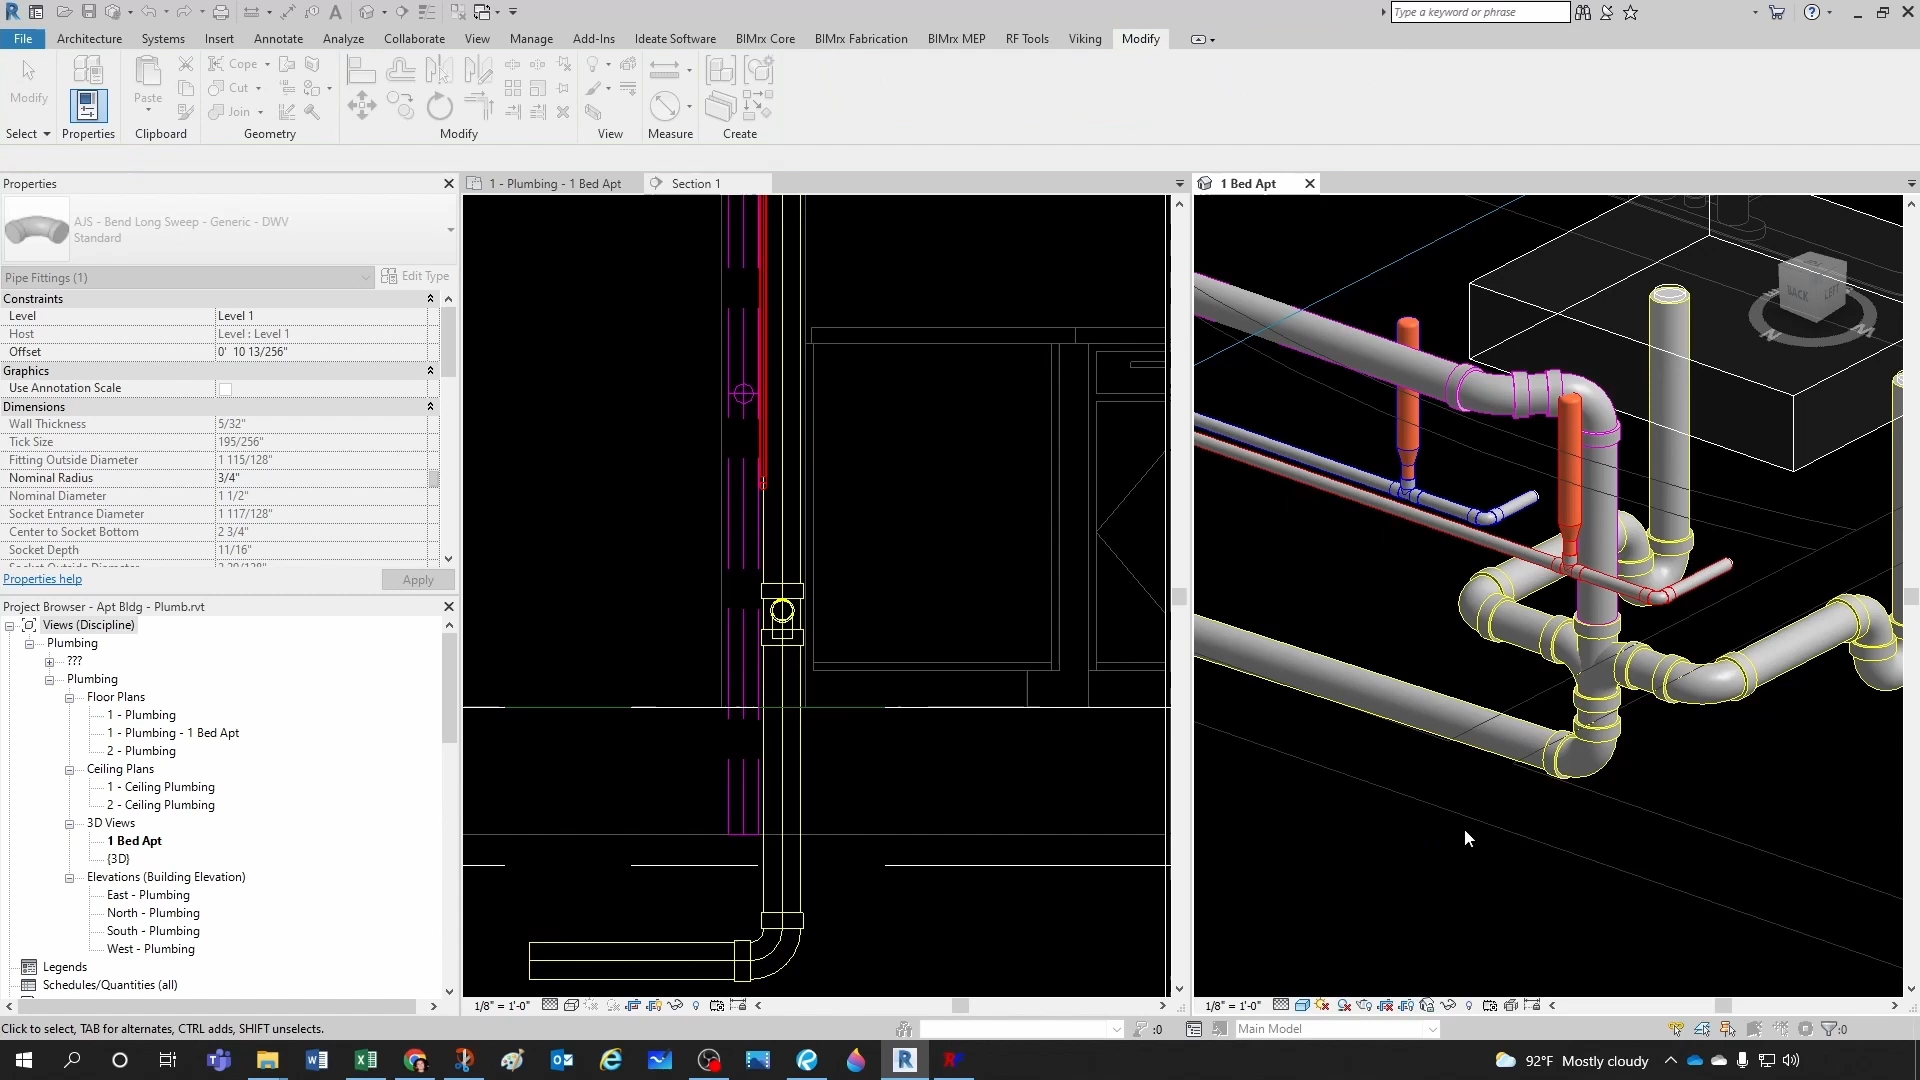 Type a keyword or phrase
File Architecture Systems Insert Annotate Analyze Collaborate View Manage Add-Ins Ideate Software BIMrx Core BIMrx Fabrication BIMrx MEP RF Tools Viking Modify
Modify
Paste
Cope
Cut
Join
Select Properties Clipboard Geometry Modify View Measure Create
Properties
1 - Plumbing - 1 Bed Apt
Section 1
1 Bed Apt
AJS - Bend Long Sweep - Generic - DWV
Standard
Pipe Fittings (1)
Edit Type
Constraints
Level Level 1
Host Level : Level 1
Offset 0' 10 13/256"
Graphics
Use Annotation Scale
Dimensions
Wall Thickness 5/32"
Tick Size 195/256"
Fitting Outside Diameter 1 115/128"
Nominal Radius 3/4"
Nominal Diameter 1 1/2"
Socket Entrance Diameter 1 117/128"
Center to Socket Bottom 2 3/4"
Socket Depth 11/16"
Properties help
Apply
Project Browser - Apt Bldg - Plumb.rvt
Views (Discipline)
Plumbing
???
Plumbing
Floor Plans
1 - Plumbing
1 - Plumbing - 1 Bed Apt
2 - Plumbing
Ceiling Plans
1 - Ceiling Plumbing
2 - Ceiling Plumbing
3D Views
1 Bed Apt
{3D}
Elevations (Building Elevation)
East - Plumbing
North - Plumbing
South - Plumbing
West - Plumbing
Legends
Schedules/Quantities (all)
BACK
LEFT
1/8" = 1'-0"
1/8" = 1'-0"
Click to select, TAB for alternates, CTRL adds, SHIFT unselects.
:0
Main Model
:0
92°F Mostly cloudy